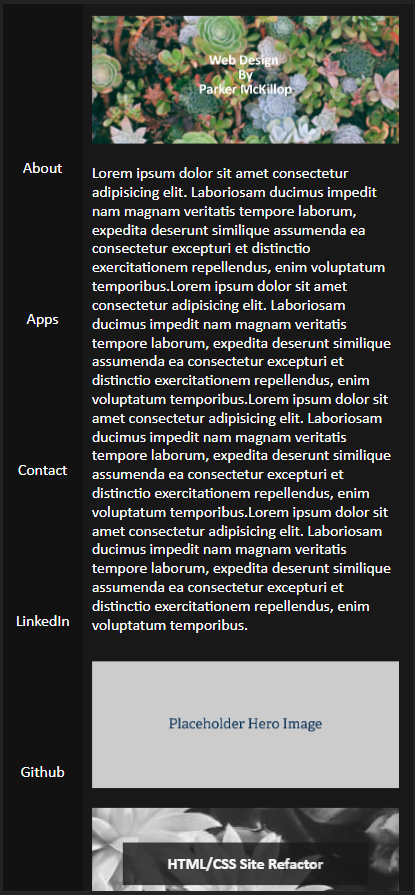 Web Design
By
Parker McKillop
About
Apps
Contact
LinkedIn
Github
Lorem ipsum dolor sit amet consectetur
adipisicing elit. Laboriosam ducimus impedit
nam magnam veritatis tempore laborum,
expedita deserunt similique assumenda ea
consectetur excepturi et distinctio
exercitationem repellendus, enim voluptatum
temporibus.Lorem ipsum dolor sit amet
consectetur adipisicing elit. Laboriosam
ducimus impedit nam magnam veritatis
tempore laborum, expedita deserunt similique
assumenda ea consectetur excepturi et
distinctio exercitationem repellendus, enim
voluptatum temporibus.Lorem ipsum dolor sit
amet consectetur adipisicing elit. Laboriosam
ducimus impedit nam magnam veritatis
tempore laborum, expedita deserunt similique
assumenda ea consectetur excepturi et
distinctio exercitationem repellendus, enim
voluptatum temporibus.Lorem ipsum dolor sit
amet consectetur adipisicing elit. Laboriosam
ducimus impedit nam magnam veritatis
tempore laborum, expedita deserunt similique
assumenda ea consectetur excepturi et
distinctio exercitationem repellendus, enim
voluptatum temporibus.
Placeholder Hero Image
HTML/CSS Site Refactor